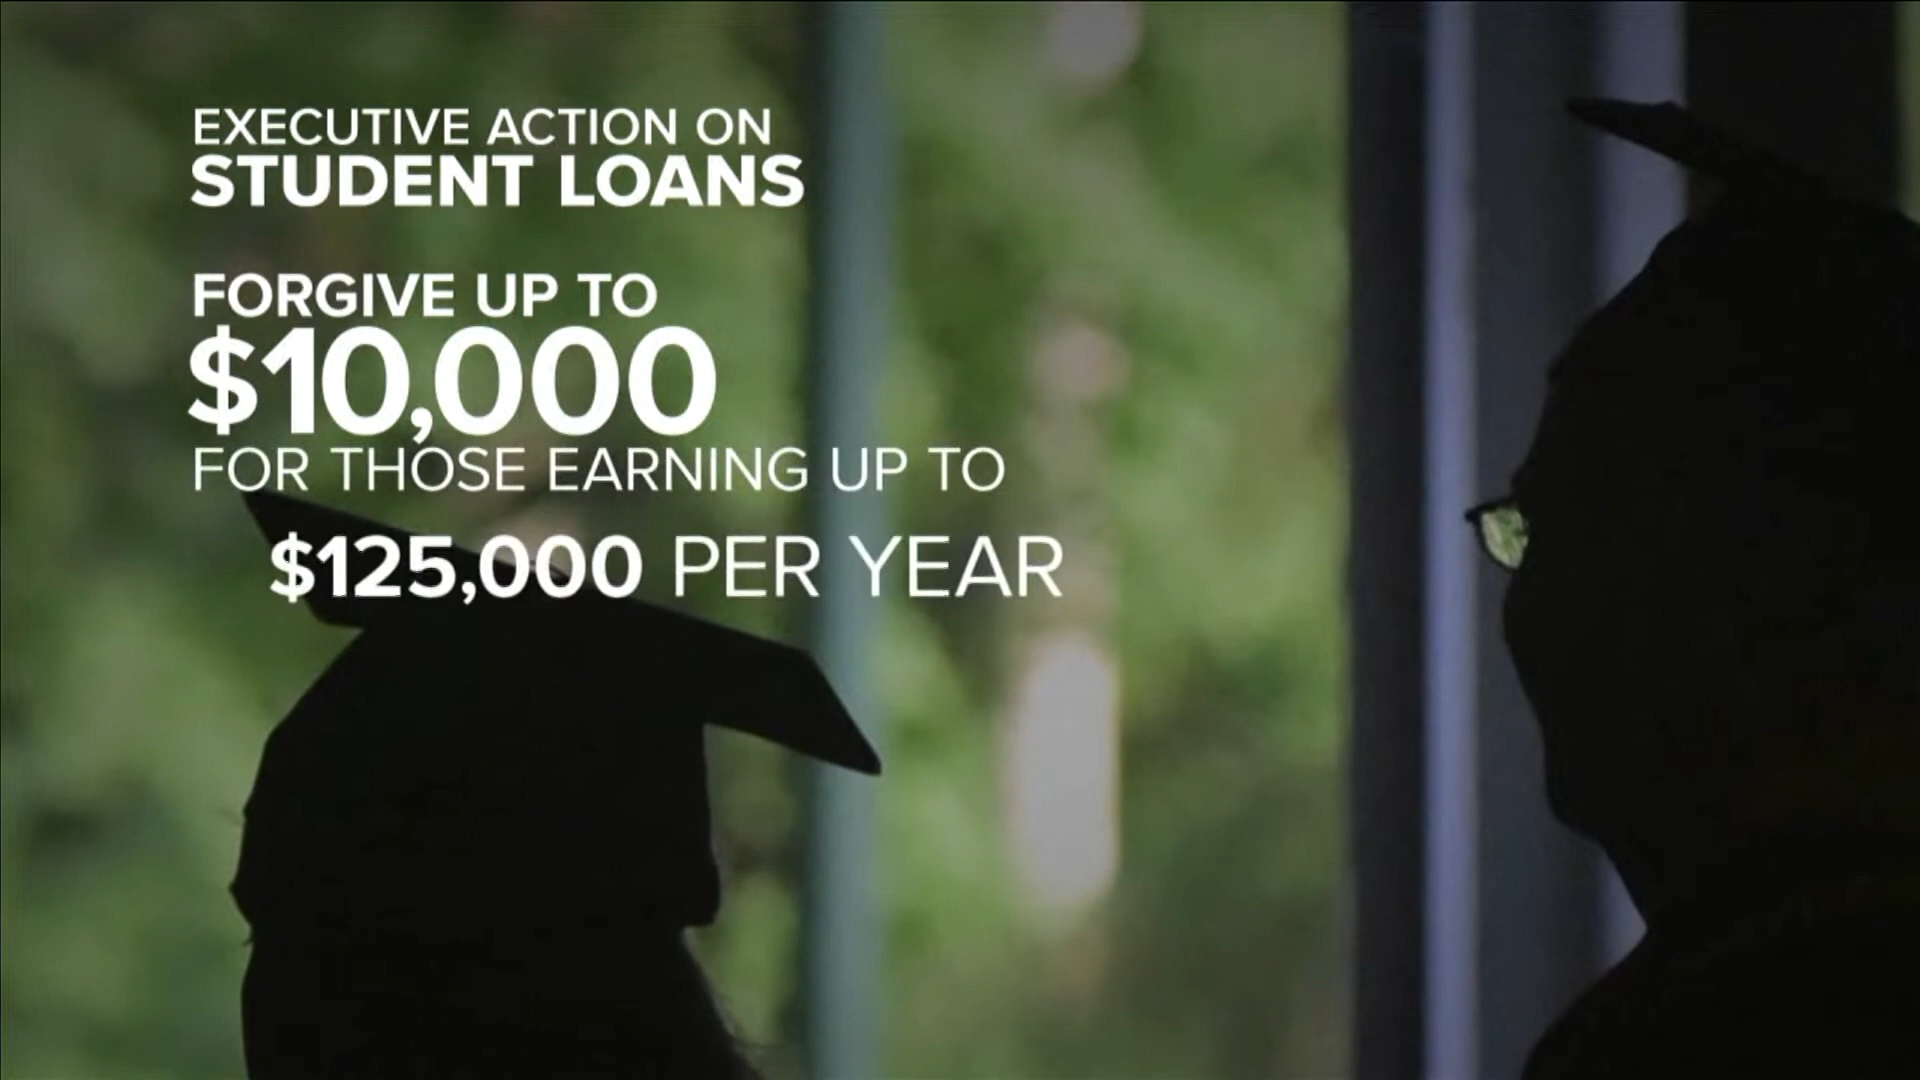 EXECUTIVE ACTION ON
STUDENT LOANS
FORGIVE UP TO
$10,000
FOR THOSE EARNING UP TO
$125,000 PER YEAR